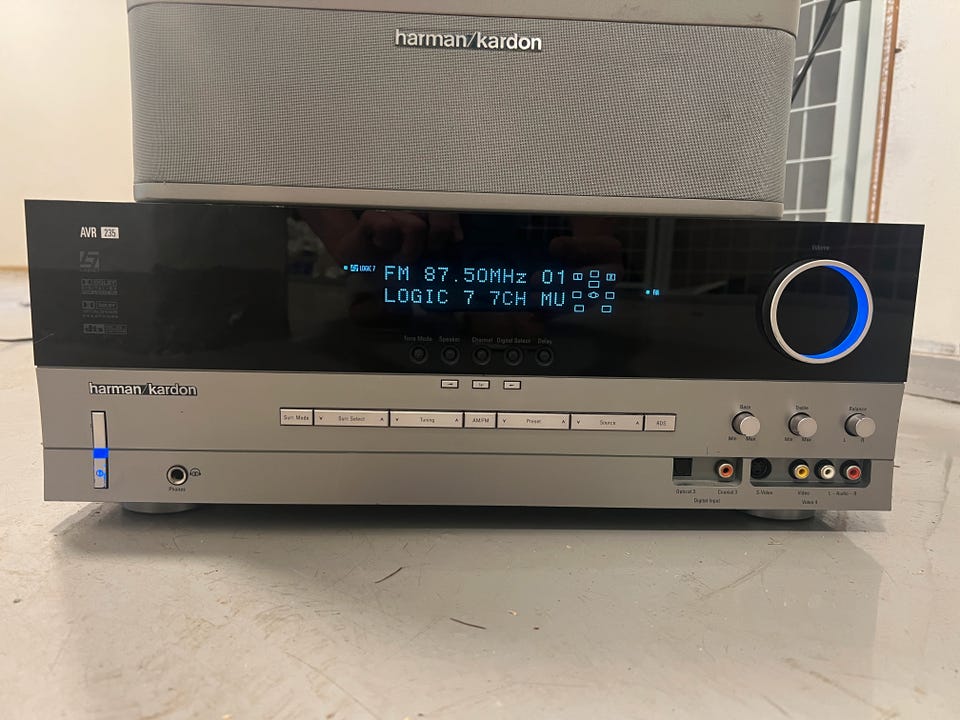 harman/kardon
AVR 235
LOGIC 7
FM 87.50MHz 01
LOGIC 7 7CH MU
Volume
dts
Tone Mode Speaker Channel Digital Select Delay
harman/kardon
Surr. Mode
Surr. Select
Tuning
AM/FM
Preset
Source
RDS
Bass
Min Max
Treble
Min Max
Balance
L R
Phones
Optical 3
Coaxial 3
Digital Input
S-Video
Video
L - Audio - R
Video 4